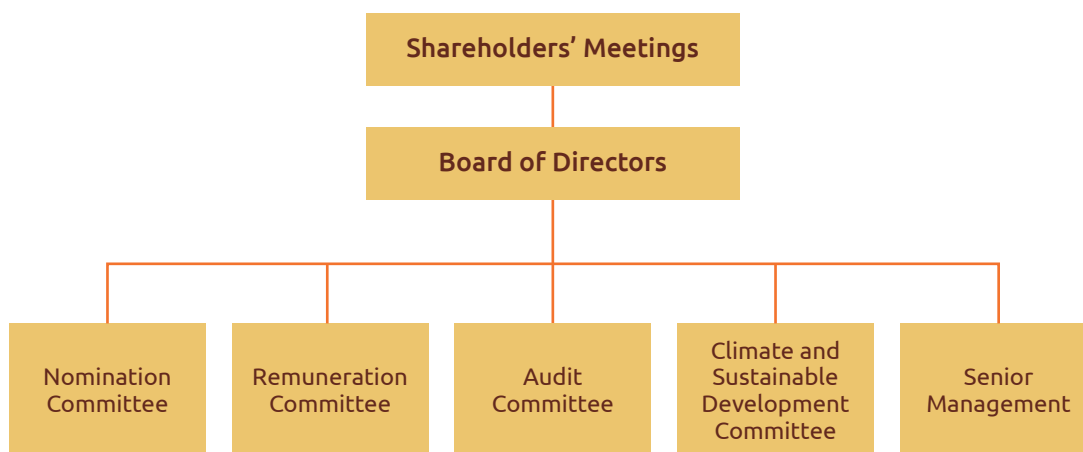 Shareholders’ Meetings
Board of Directors
Nomination
Committee
Remuneration
Committee
Audit
Committee
Climate and
Sustainable
Development
Committee
Senior
Management